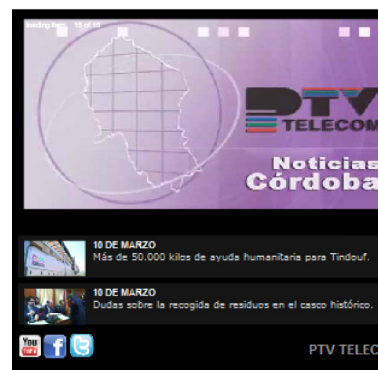 PTV
TELECOM
Noticias
Córdoba
10 DE MARZO
Más de 50.000 kilos de ayuda humanitaria para Tindouf.
10 DE MARZO
Dudas sobre la recogida de residuos en el casco histórico.
You
PTV TELEC